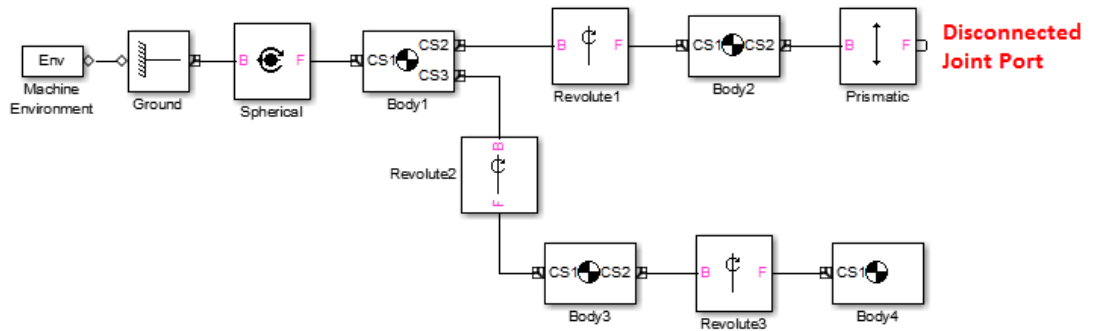 Env
Machine
Environment
Ground
B
F
Spherical
CS1
CS2
CS3
Body1
B
F
Revolute1
CS1
CS2
Body2
B
F
Prismatic
Disconnected
Joint Port
B
Revolute2
F
CS1
CS2
Body3
B
F
Revolute3
CS1
Body4